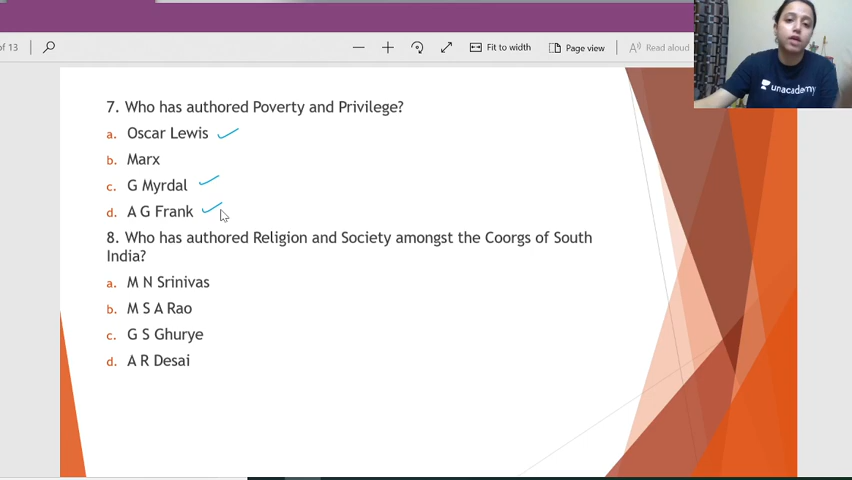 of 13
Fit to width
Page view
Read aloud
unacademy
7. Who has authored Poverty and Privilege?
a. Oscar Lewis
b. Marx
c. G Myrdal
d. A G Frank
8. Who has authored Religion and Society amongst the Coorgs of South
India?
a. M N Srinivas
b. M S A Rao
c. G S Ghurye
d. A R Desai